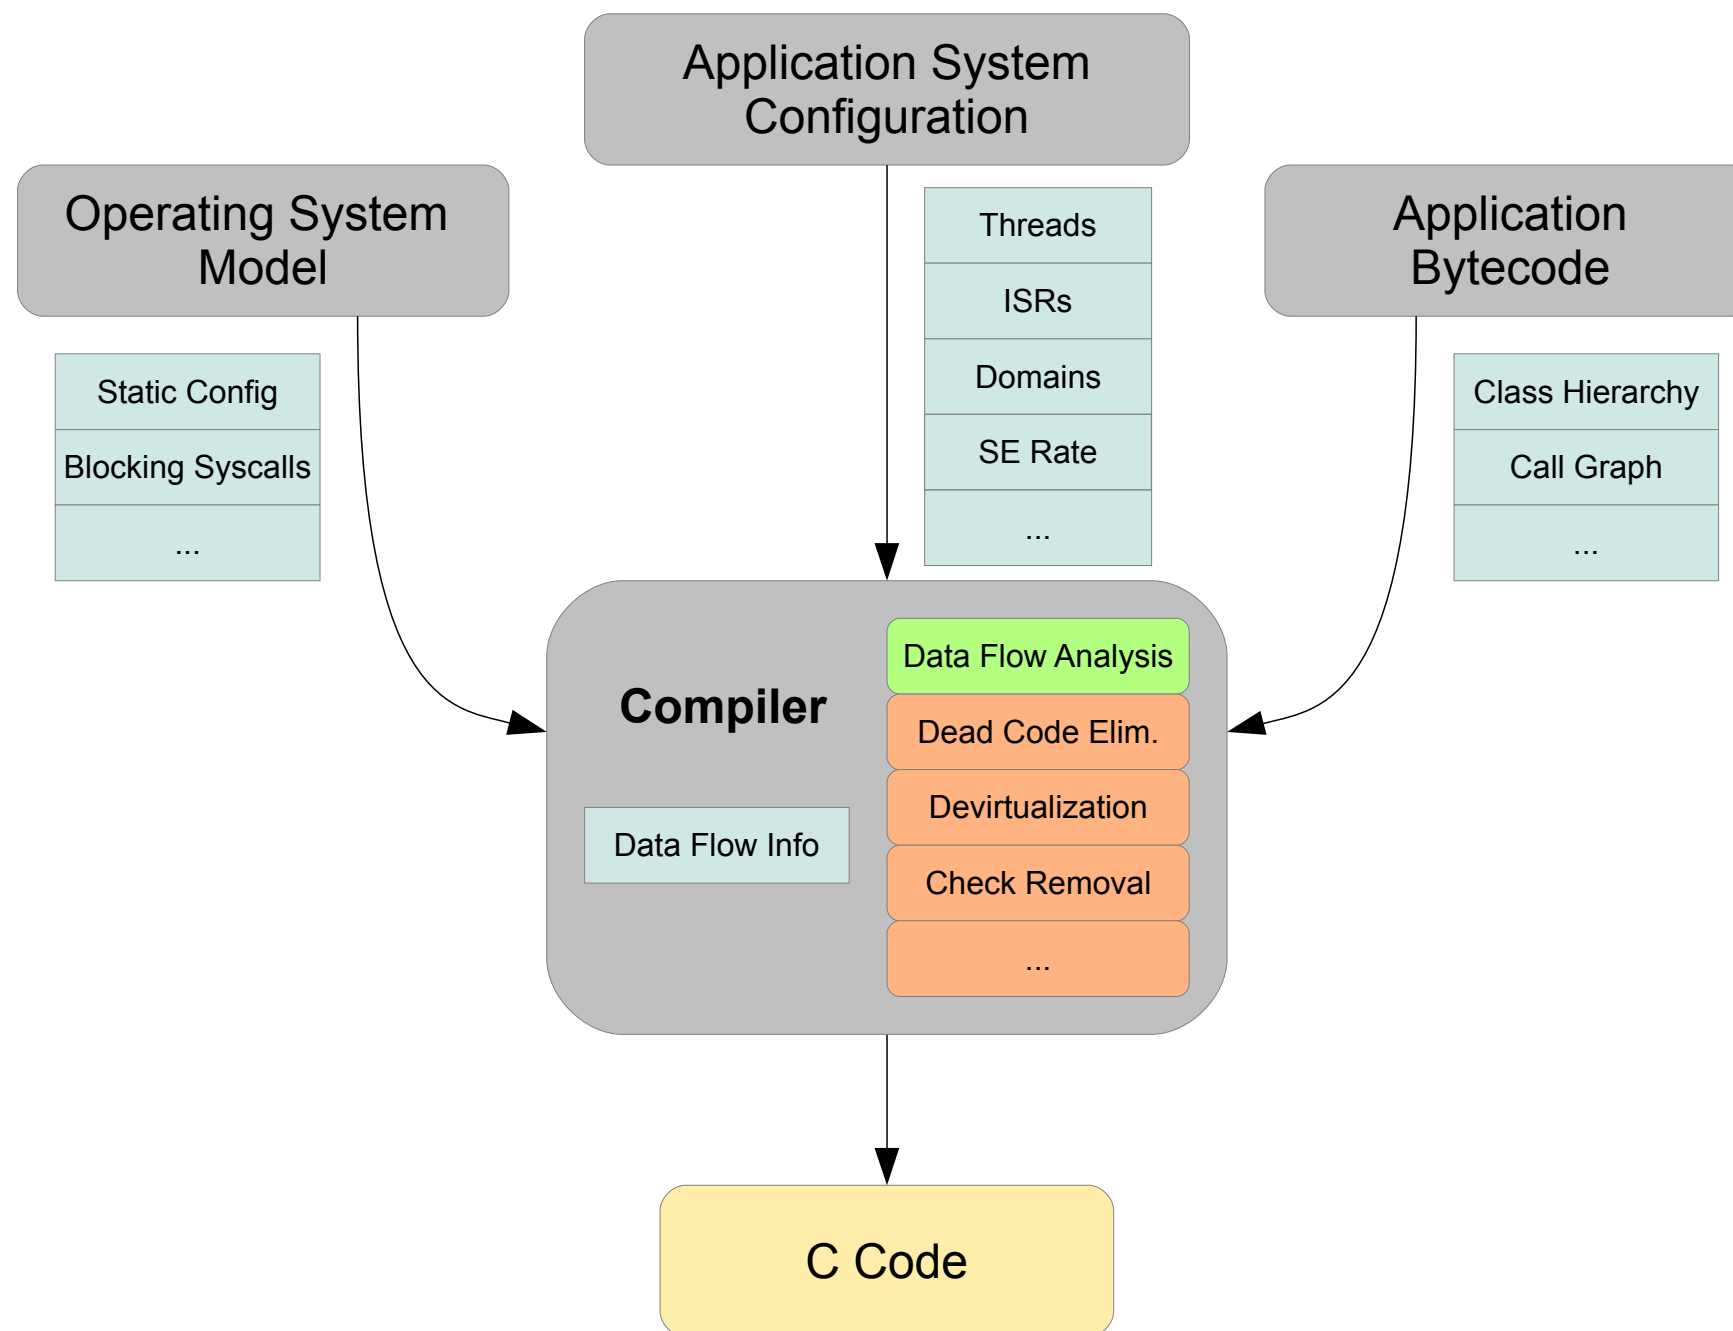 Application System
Configuration
Operating System
Model
Application
Bytecode
Threads
ISRs
Domains
SE Rate
...
Static Config
Blocking Syscalls
...
Class Hierarchy
Call Graph
...
Compiler
Data Flow Info
Data Flow Analysis
Dead Code Elim.
Devirtualization
Check Removal
...
C Code